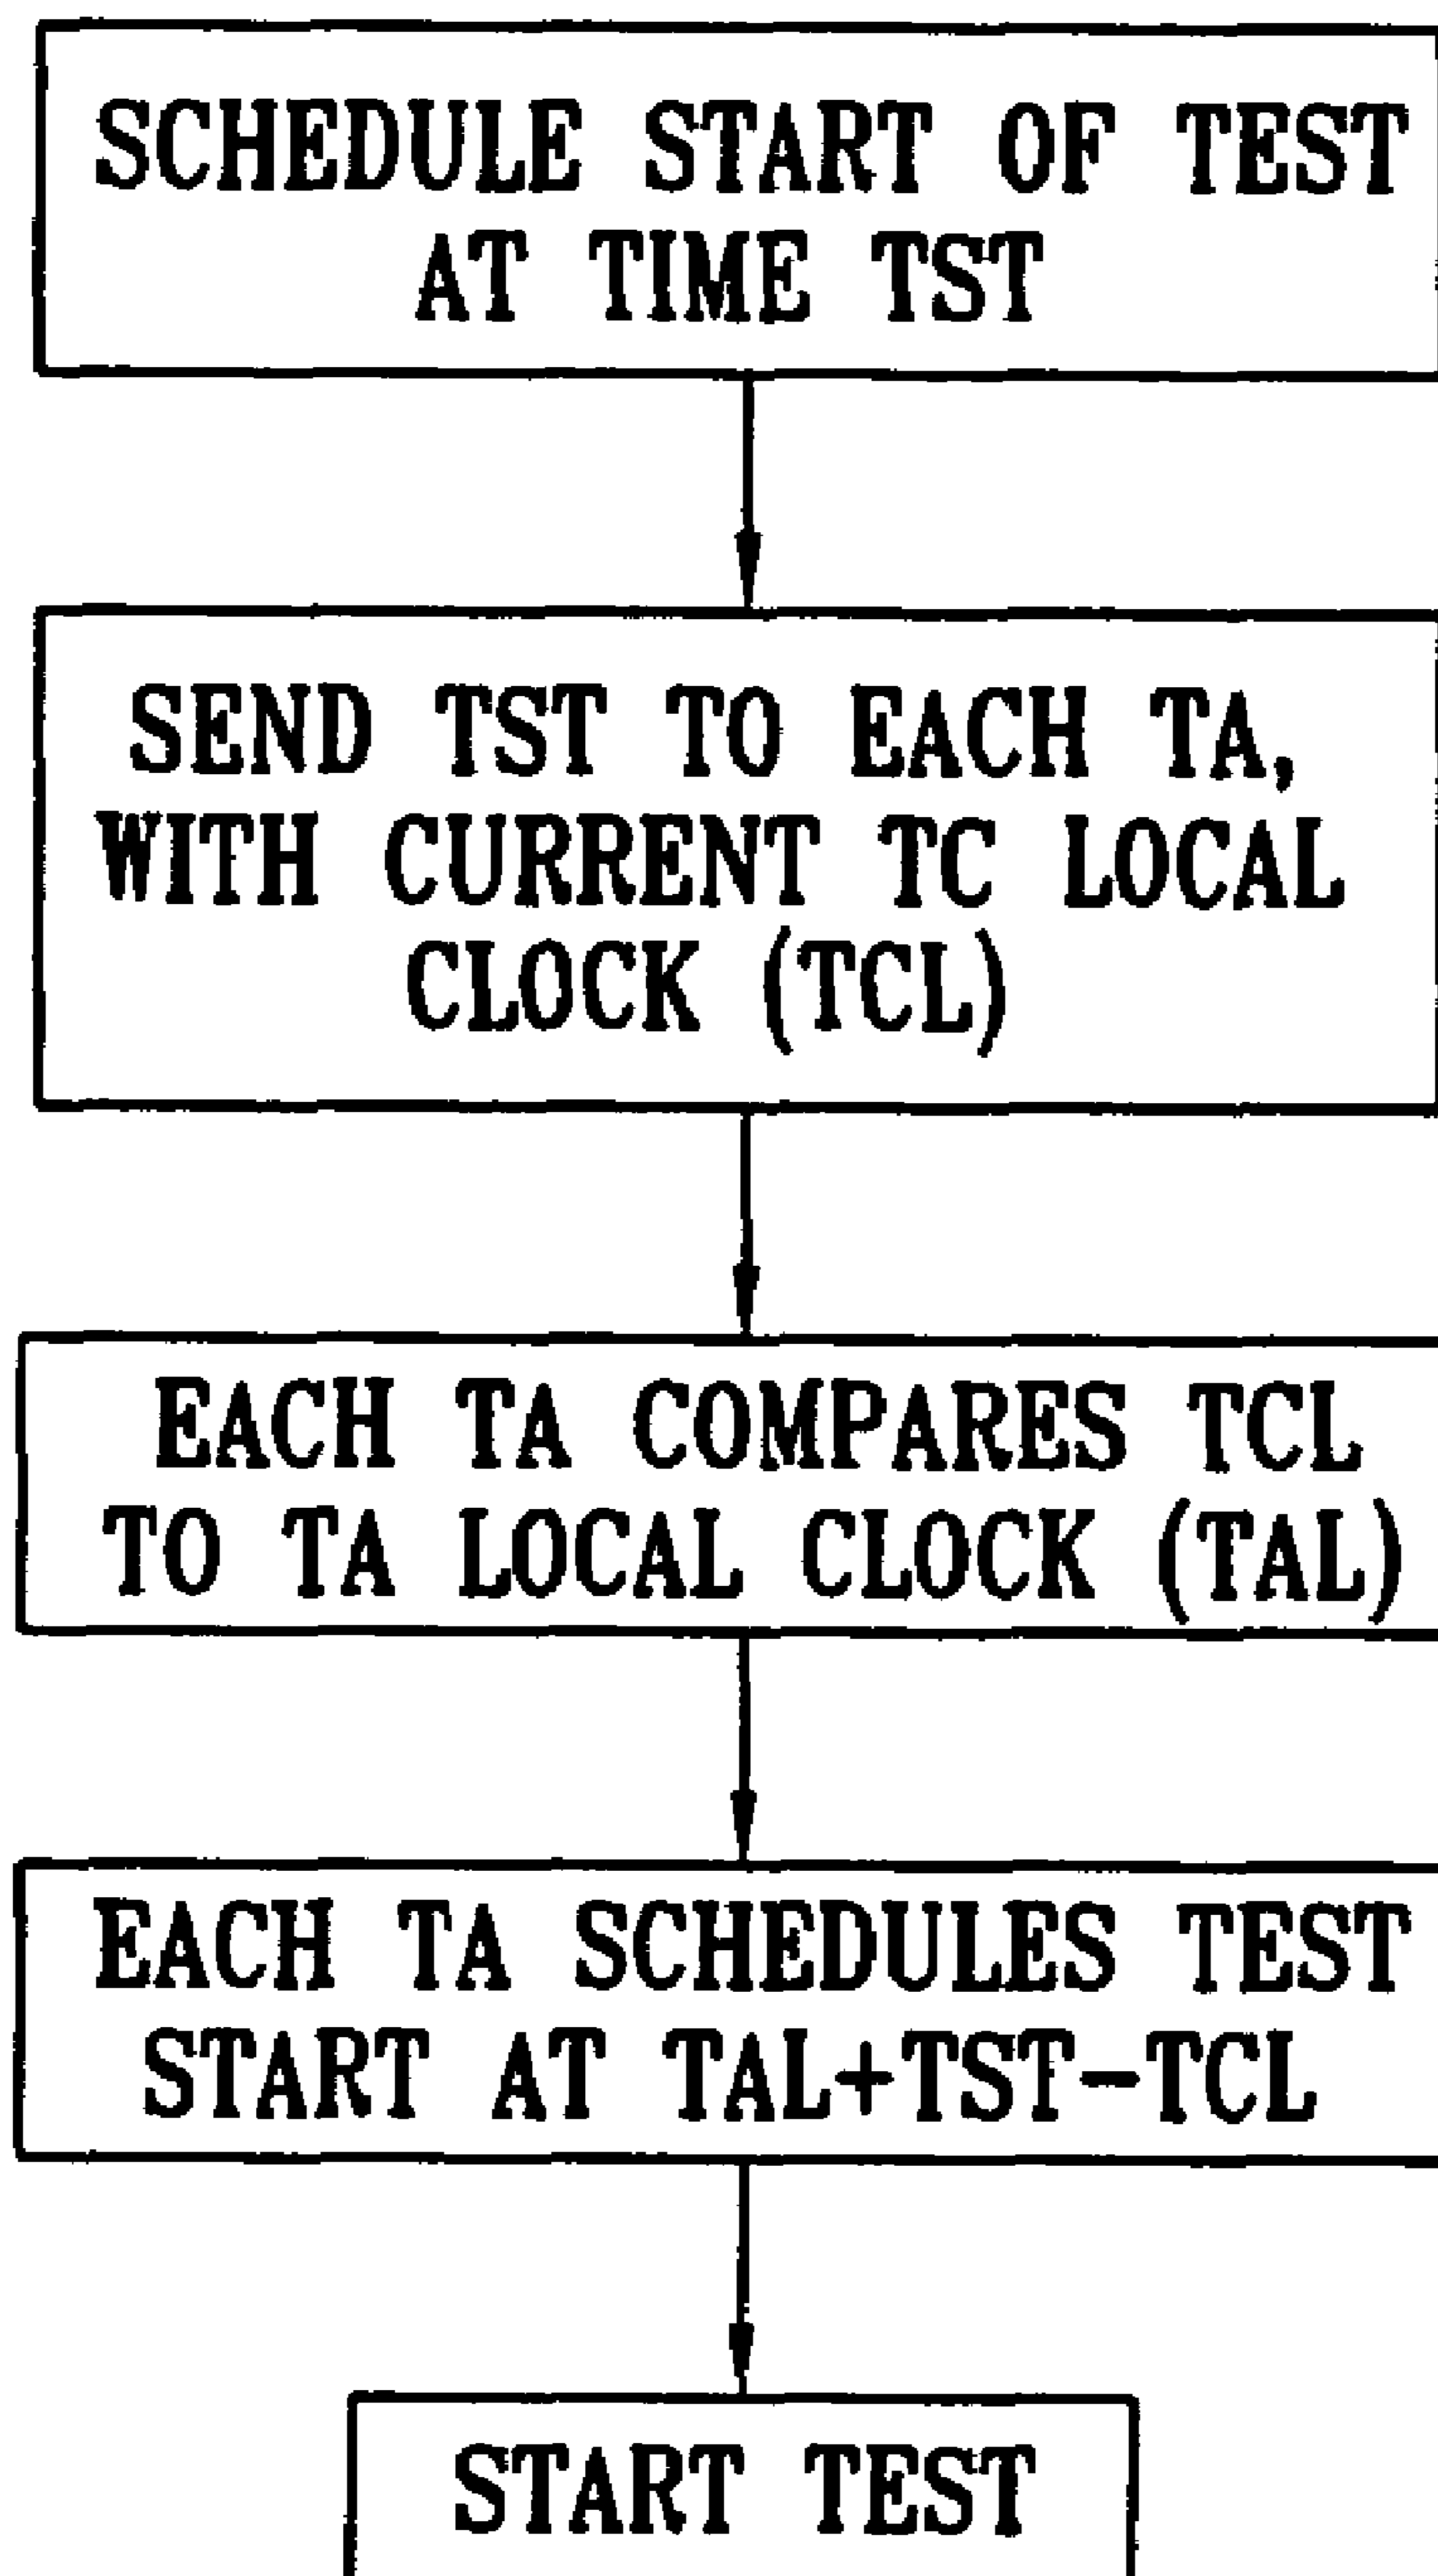 SCHEDULE START OF TEST
AT TIME TST
SEND TST TO EACH TA,
WITH CURRENT TC LOCAL
CLOCK (TCL)
EACH TA COMPARES TCL
TO TA LOCAL CLOCK (TAL)
EACH TA SCHEDULES TEST
START AT TAL+TST-TCL
START TEST